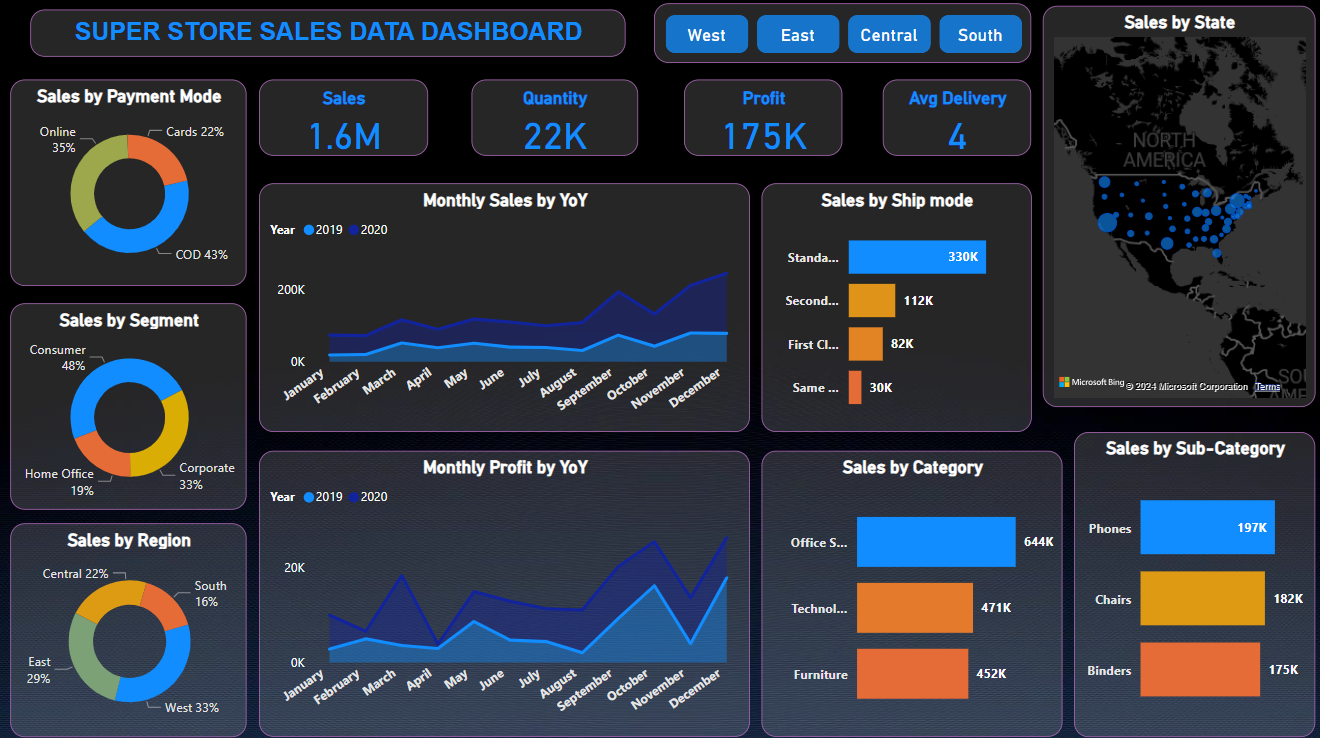 SUPER STORE SALES DATA DASHBOARD
West
East
Central
South
Sales by State
NORTH
AMERICA
SOU
AME
Microsoft Bing
© 2024 Microsoft Corporation Terms
Sales by Payment Mode
Online
35%
Cards 22%
COD 43%
Sales
1.6M
Quantity
22K
Profit
175K
Avg Delivery
4
Monthly Sales by YoY
Year 2019 2020
200K
0K
January
February
March
April
May
June
July
August
September
October
November
December
Sales by Ship mode
Standa... 330K
Second... 112K
First Cl... 82K
Same ... 30K
Sales by Segment
Consumer
48%
Home Office
19%
Corporate
33%
Sales by Region
Central 22%
South
16%
East
29%
West 33%
Monthly Profit by YoY
Year 2019 2020
20K
0K
January
February
March
April
May
June
July
August
September
October
November
December
Sales by Category
Office S... 644K
Technol... 471K
Furniture 452K
Sales by Sub-Category
Phones 197K
Chairs 182K
Binders 175K